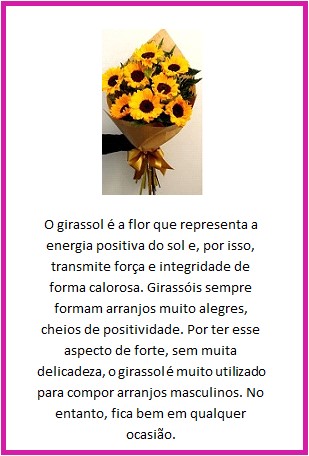 O girassol é a flor que representa a
energia positiva do sol e, por isso,
transmite força e integridade de
forma calorosa. Girassóis sempre
formam arranjos muito alegres,
cheios de positividade. Por ter esse
aspecto de forte, sem muita
delicadeza, o girassol é muito utilizado
para compor arranjos masculinos. No
entanto, fica bem em qualquer
ocasião.